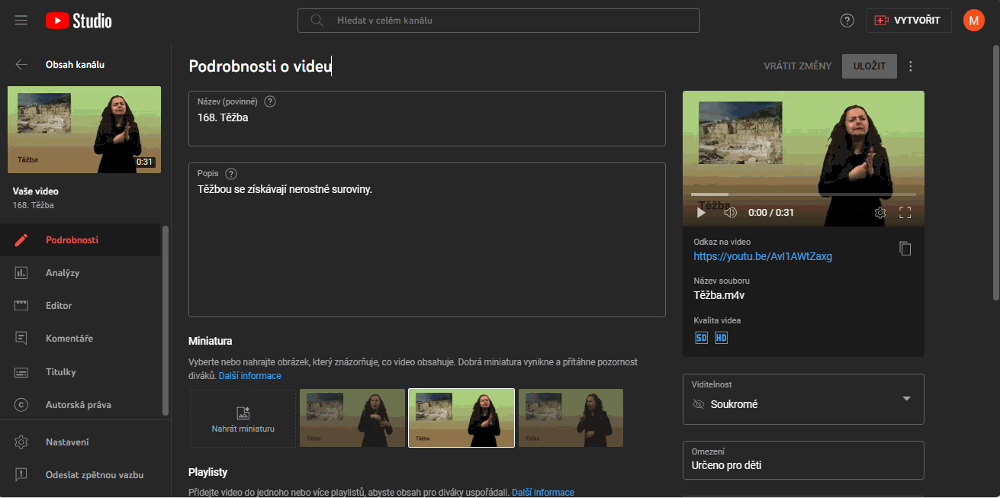 Studio
Hledat v celém kanálu
?
VYTVOŘIT
M
Obsah kanálu
Těžba
0:31
Vaše video
168. Těžba
Podrobnosti
Analýzy
Editor
Komentáře
Titulky
Autorská práva
Nastavení
Odeslat zpětnou vazbu
Podrobnosti o videu
VRÁTIT ZMĚNY
ULOŽIT
Název (povinné) ?
168. Těžba
Popis ?
Těžbou se získávají nerostné suroviny.
Miniatura
Vyberte nebo nahrajte obrázek, který znázorňuje, co video obsahuje. Dobrá miniatura vynikne a přitáhne pozornost
diváků. Další informace
Nahrát miniaturu
Těžba
Těžba
Těžba
Playlisty
Přidejte video do jednoho nebo více playlistů, abyste obsah pro diváky uspořádali. Další informace
Těžba
0:00 / 0:31
Odkaz na video
https://youtu.be/AvI1AWtZaxg
Název souboru
Těžba.m4v
Kvalita videa
SD HD
Viditelnost
Soukromé
Omezení
Určeno pro děti